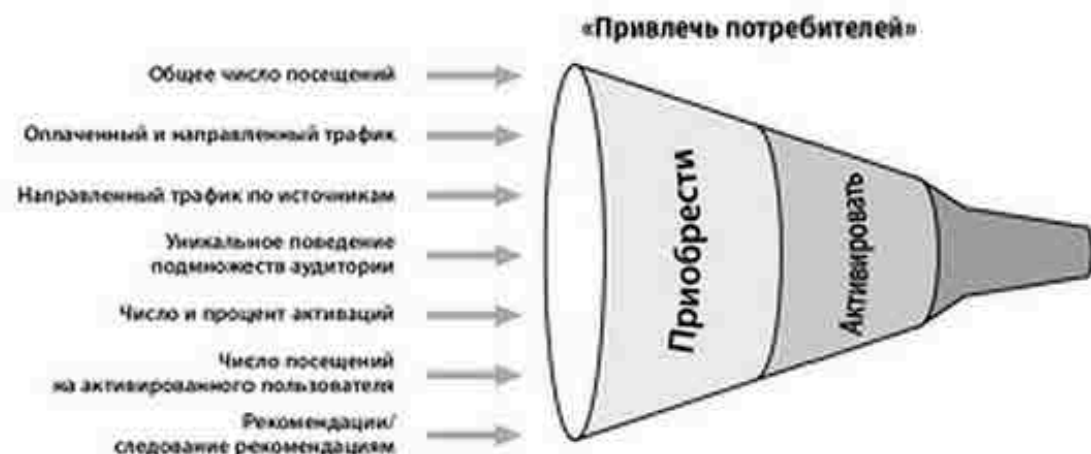 «Привлечь потребителей»
Общее число посещений
Оплаченный и направленный трафик
Направленный трафик по источникам
Уникальное поведение
подмножеств аудитории
Число и процент активаций
Число посещений
на активированного пользователя
Рекомендации/
следование рекомендациям
Приобрести
Активировать